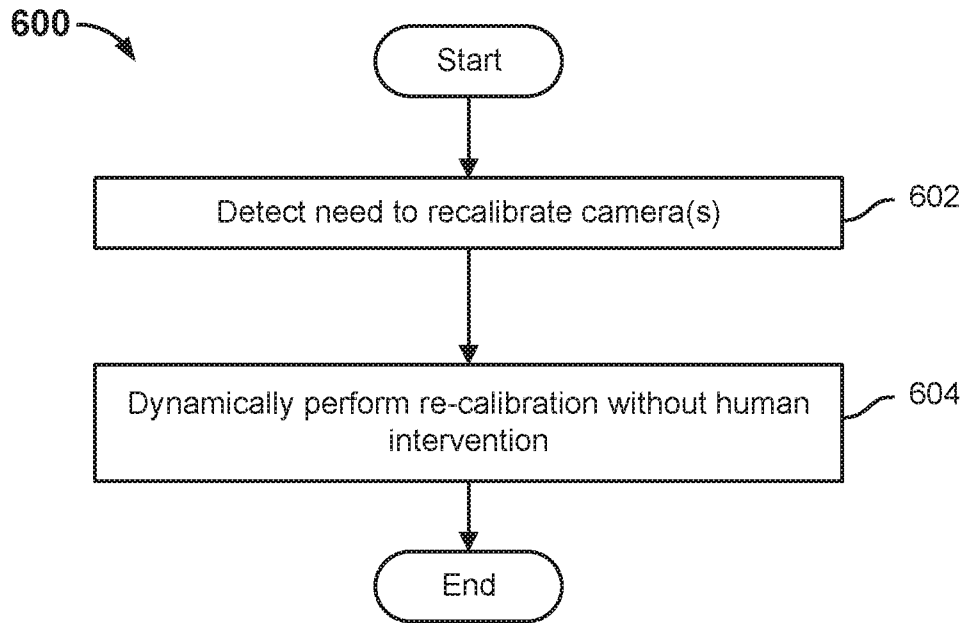 600
Start
Detect need to recalibrate camera(s)
602
Dynamically perform re-calibration without human
intervention
604
End